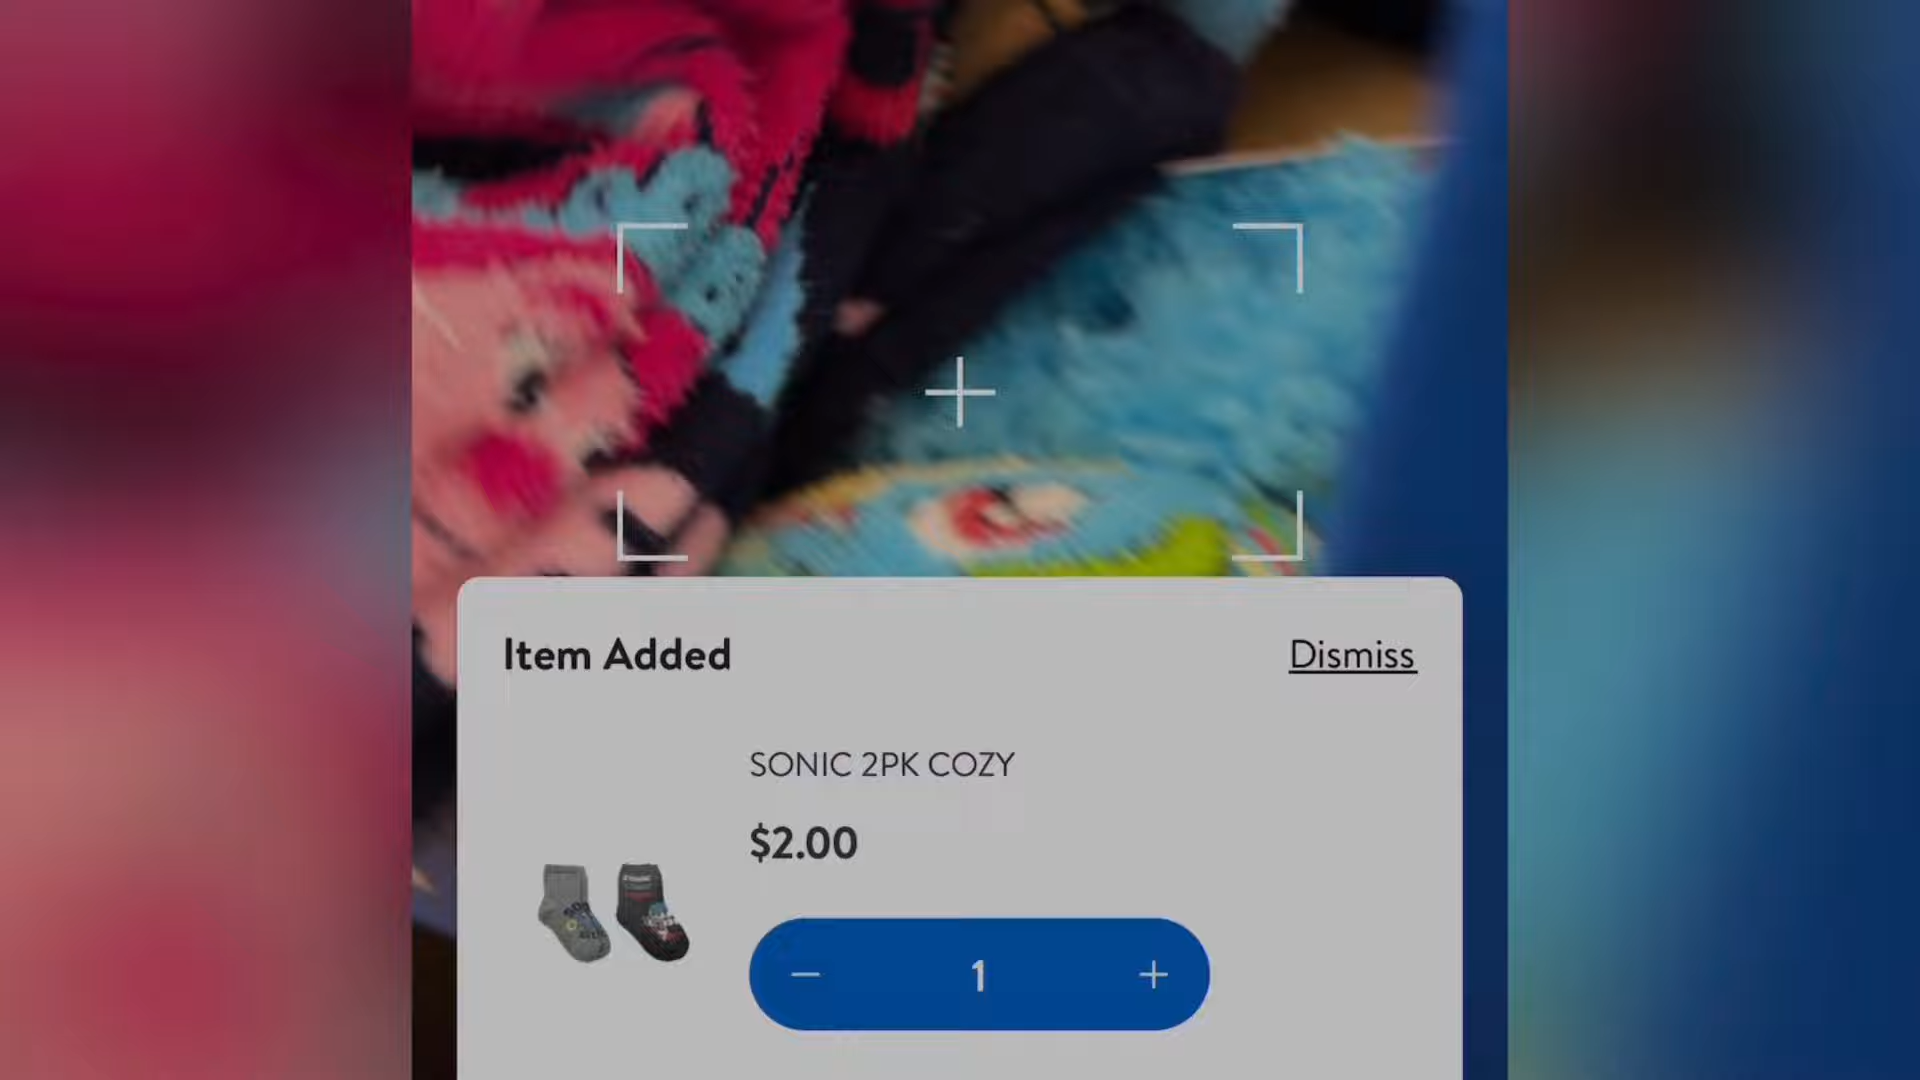 Item Added
Dismiss
SONIC 2PK COZY
$2.00
1